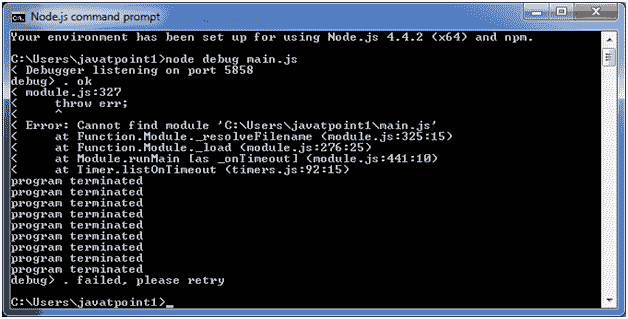 Node.js command prompt
Your environment has been set up for using Node.js 4.4.2 (x64) and npm.
C:\Users\javatpoint1>node debug main.js
< Debugger listening on port 5858
debug> . ok
< module.js:327
<     throw err;
<     ^
< Error: Cannot find module 'C:\Users\javatpoint1\main.js'
<     at Function.Module._resolveFilename (module.js:325:15)
<     at Function.Module._load (module.js:276:25)
<     at Module.runMain [as _onTimeout] (module.js:441:10)
<     at Timer.listOnTimeout (timers.js:92:15)
program terminated
program terminated
program terminated
program terminated
program terminated
program terminated
program terminated
program terminated
debug> . failed, please retry
C:\Users\javatpoint1>_